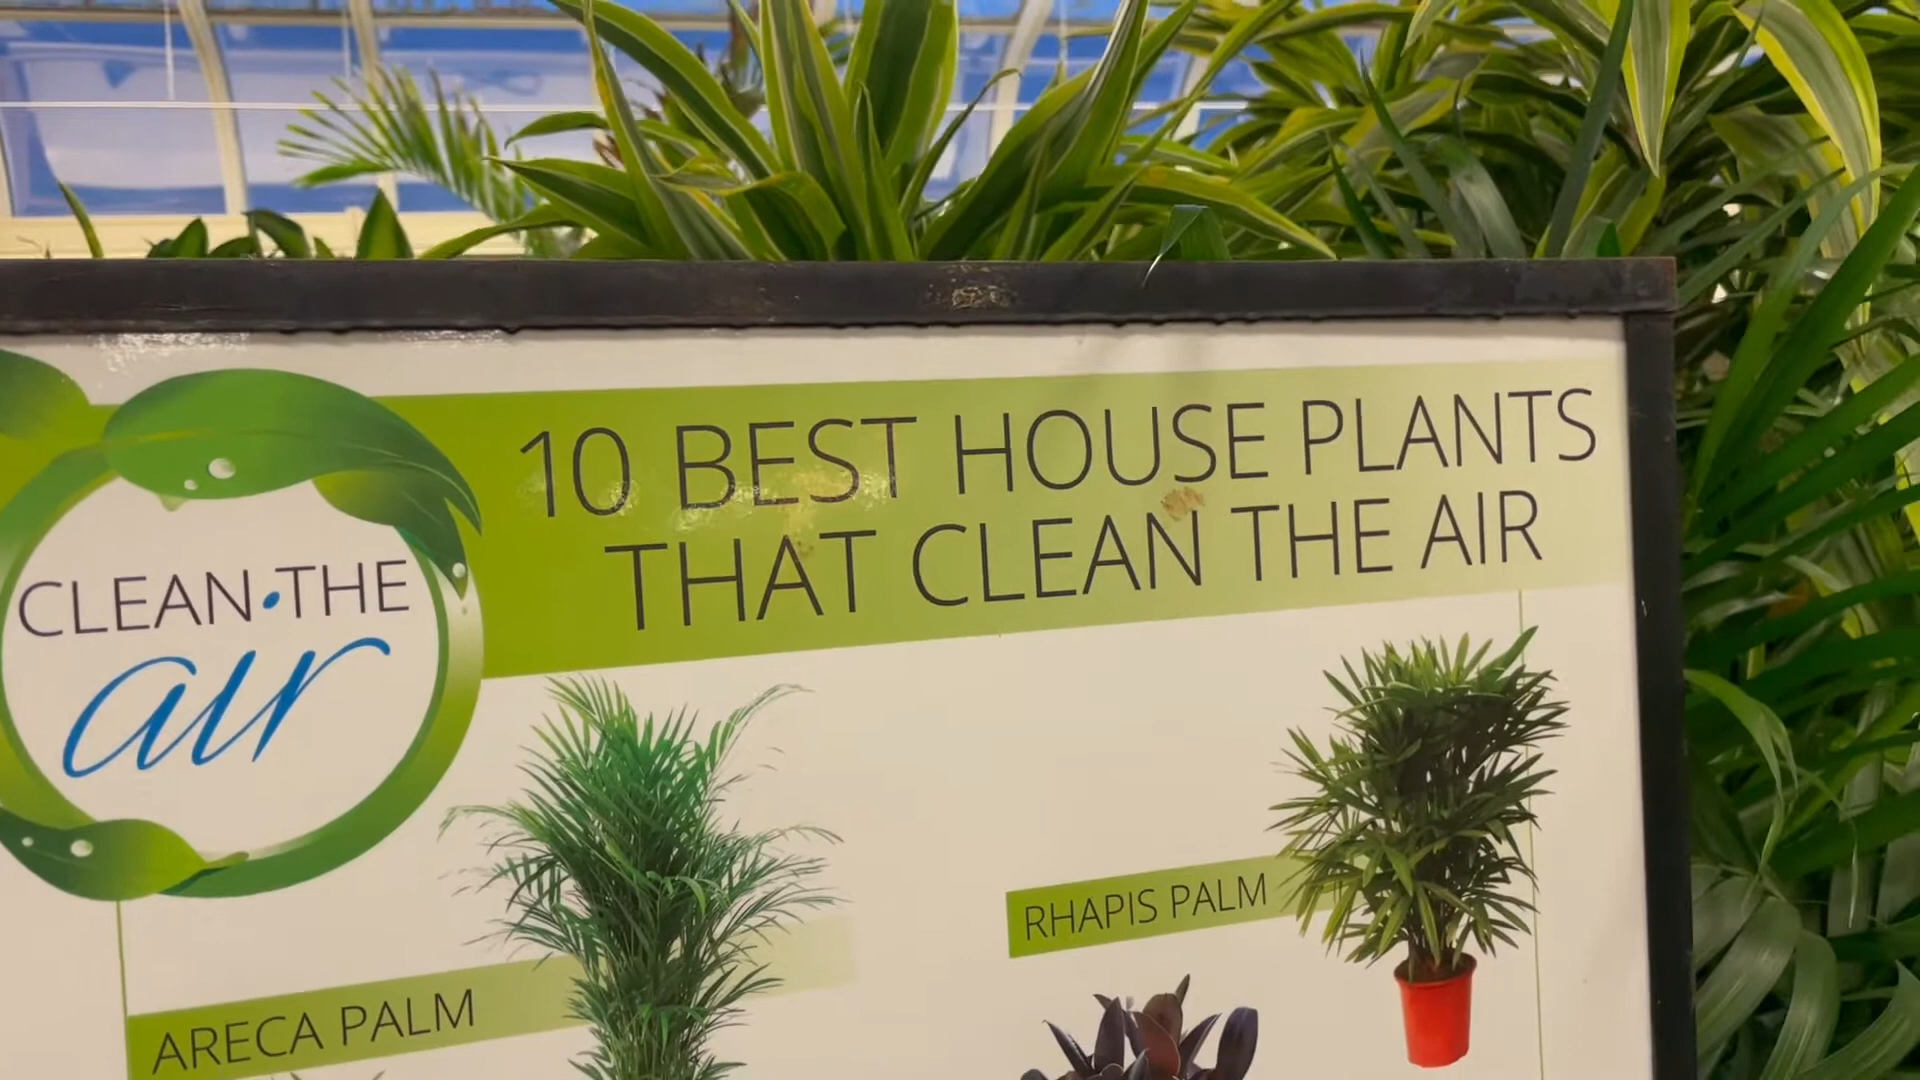 10 BEST HOUSE PLANTS
THAT CLEAN THE AIR
CLEAN•THE
air
RHAPIS PALM
ARECA PALM